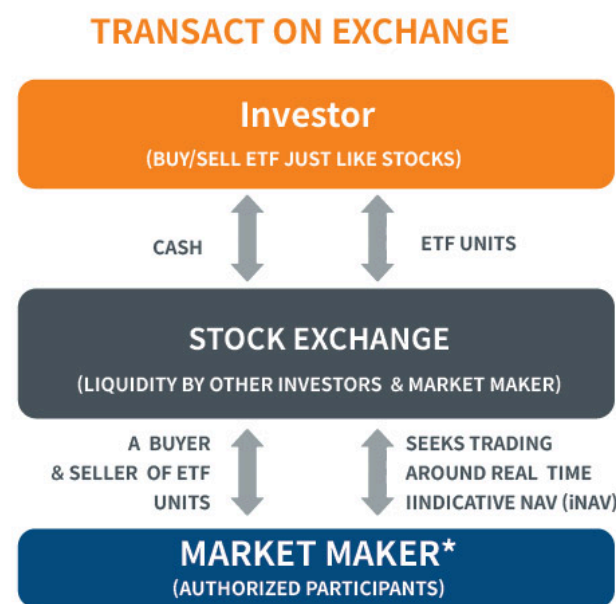 TRANSACT ON EXCHANGE
Investor
(BUY/SELL ETF JUST LIKE STOCKS)
CASH
ETF UNITS
STOCK EXCHANGE
(LIQUIDITY BY OTHER INVESTORS & MARKET MAKER)
A BUYER
& SELLER OF ETF
UNITS
SEEKS TRADING
AROUND REAL TIME
IINDICATIVE NAV (iNAV)
MARKET MAKER*
(AUTHORIZED PARTICIPANTS)